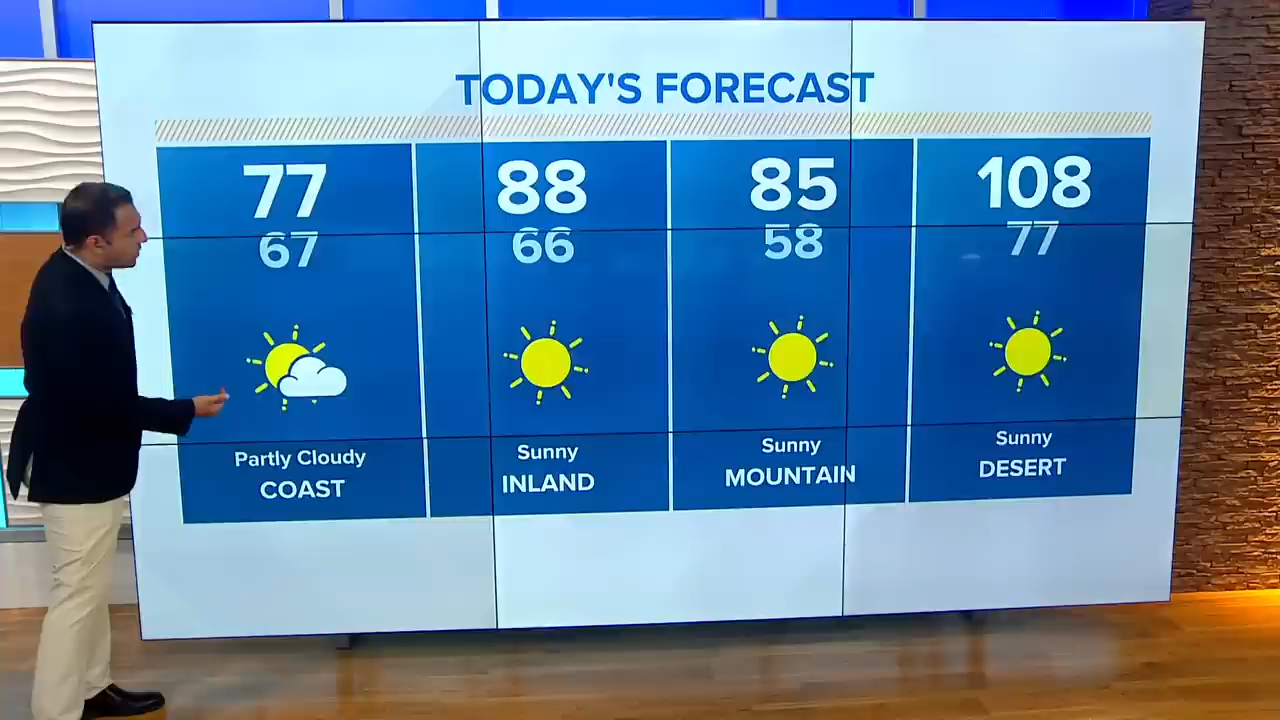 TODAY'S FORECAST
77
67
Partly Cloudy
COAST
88
66
Sunny
INLAND
85
58
Sunny
MOUNTAIN
108
77
Sunny
DESERT